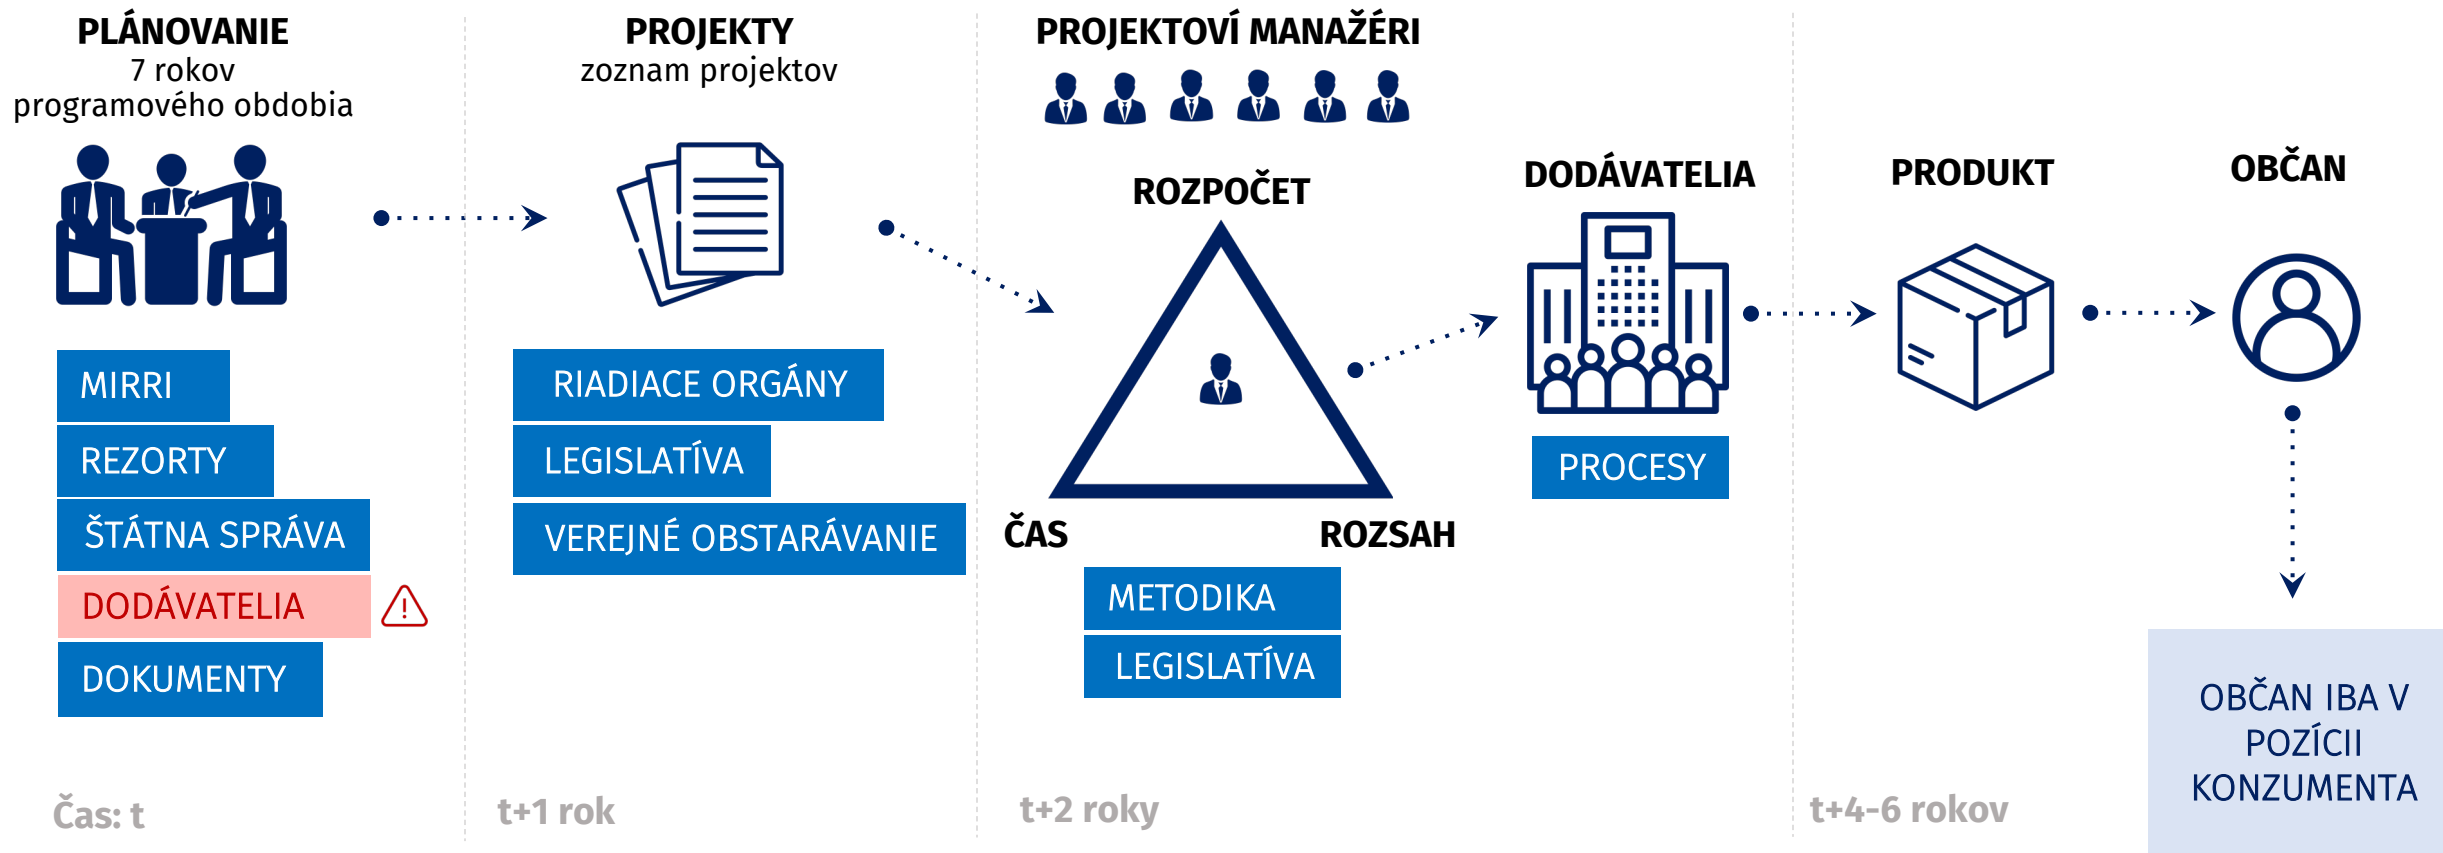 PLÁNOVANIE
7 rokov
programového obdobia
MIRRI
REZORTY
ŠTÁTNA SPRÁVA
DODÁVATELIA
DOKUMENTY
Čas: t
PROJEKTY
zoznam projektov
RIADIACE ORGÁNY
LEGISLATÍVA
VEREJNÉ OBSTARÁVANIE
t+1 rok
PROJEKTOVÍ MANAŽÉRI
ROZPOČET
ČAS
ROZSAH
METODIKA
LEGISLATÍVA
t+2 roky
DODÁVATELIA
PROCESY
PRODUKT
t+4-6 rokov
OBČAN
OBČAN IBA V
POZÍCII
KONZUMENTA